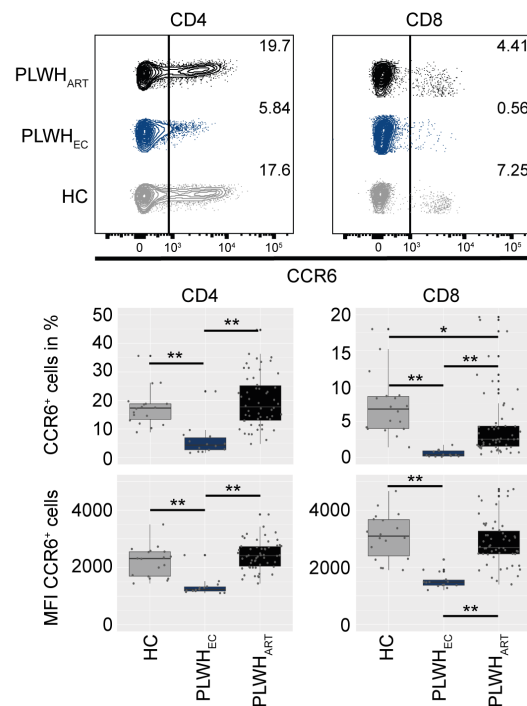 CD4 CD8
PLWHART 19.7 4.41
PLWHEC 5.84 0.56
HC 17.6 7.25
0 10³ 10⁴ 10⁵ 0 10³ 10⁴ 10⁵
CCR6
CD4 CD8
CCR6⁺ cells in %
50
40
30
20
10
0
** **
20
15
10
5
0
*
** **
MFI CCR6⁺ cells
4000
2000
0
** **
4000
2000
0
**
**
HC PLWHEC PLWHART HC PLWHEC PLWHART